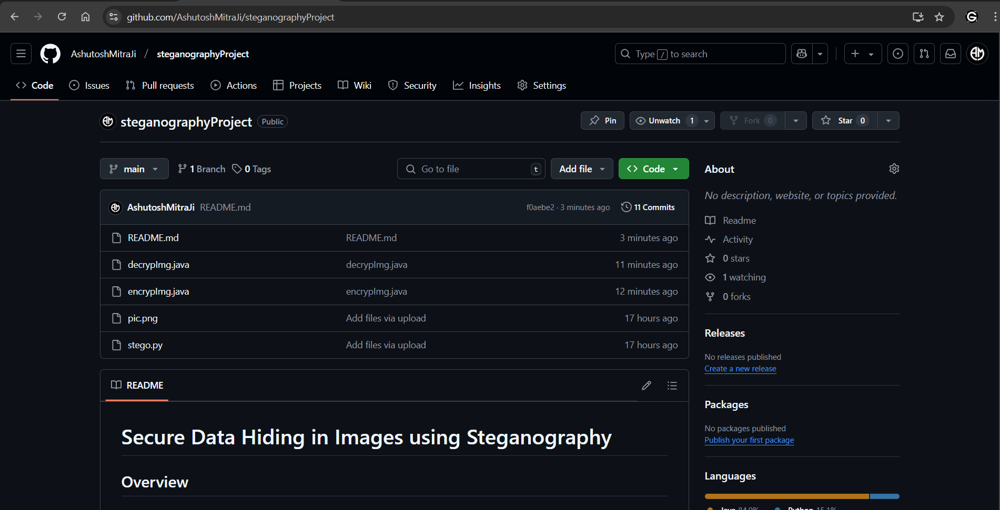 github.com/AshutoshMitraJi/steganographyProject
AshutoshMitraJi / steganographyProject
Type / to search
Code Issues Pull requests Actions Projects Wiki Security Insights Settings
steganographyProject Public
Pin Unwatch 1 Fork 0 Star 0
main 1 Branch 0 Tags Go to file t Add file Code
AshutoshMitraJi README.md f0aebe2 · 3 minutes ago 11 Commits
README.md README.md 3 minutes ago
decrypImg.java decrypImg.java 11 minutes ago
encrypImg.java encrypImg.java 12 minutes ago
pic.png Add files via upload 17 hours ago
stego.py Add files via upload 17 hours ago
README
Secure Data Hiding in Images using Steganography
Overview
About
No description, website, or topics provided.
Readme
Activity
0 stars
1 watching
0 forks
Releases
No releases published
Create a new release
Packages
No packages published
Publish your first package
Languages
Java 84.9% Python 15.1%